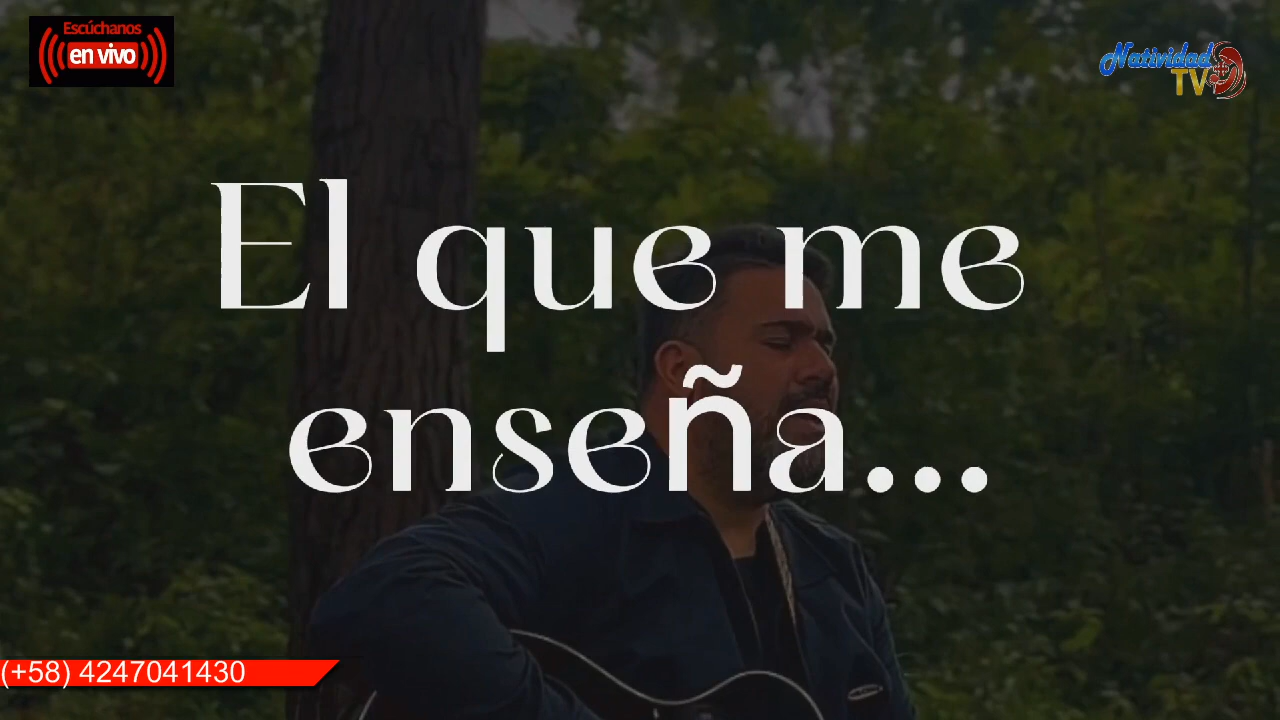 Escúchanos
en vivo
Natividad
TV
El que me
enseña...
(+58) 4247041430